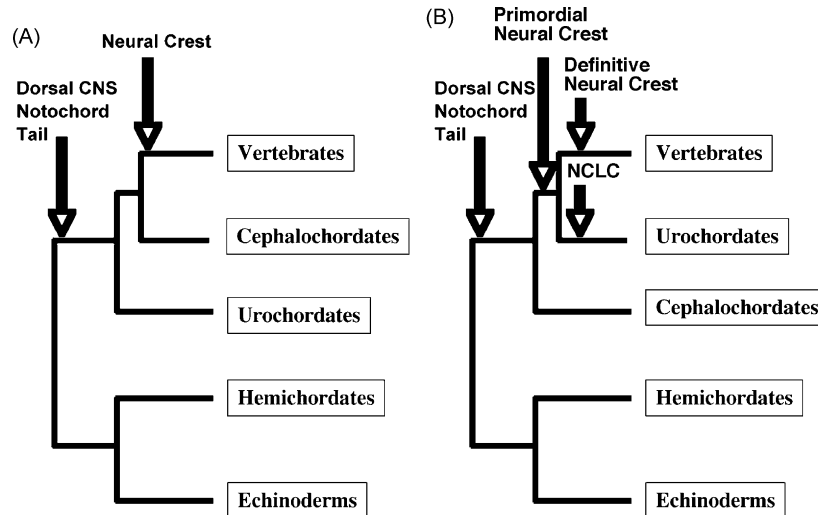 (A)
Neural Crest
Dorsal CNS
Notochord
Tail
Vertebrates
Cephalochordates
Urochordates
Hemichordates
Echinoderms
(B)
Primordial
Neural Crest
Definitive
Neural Crest
Dorsal CNS
Notochord
Tail
NCLC
Vertebrates
Urochordates
Cephalochordates
Hemichordates
Echinoderms